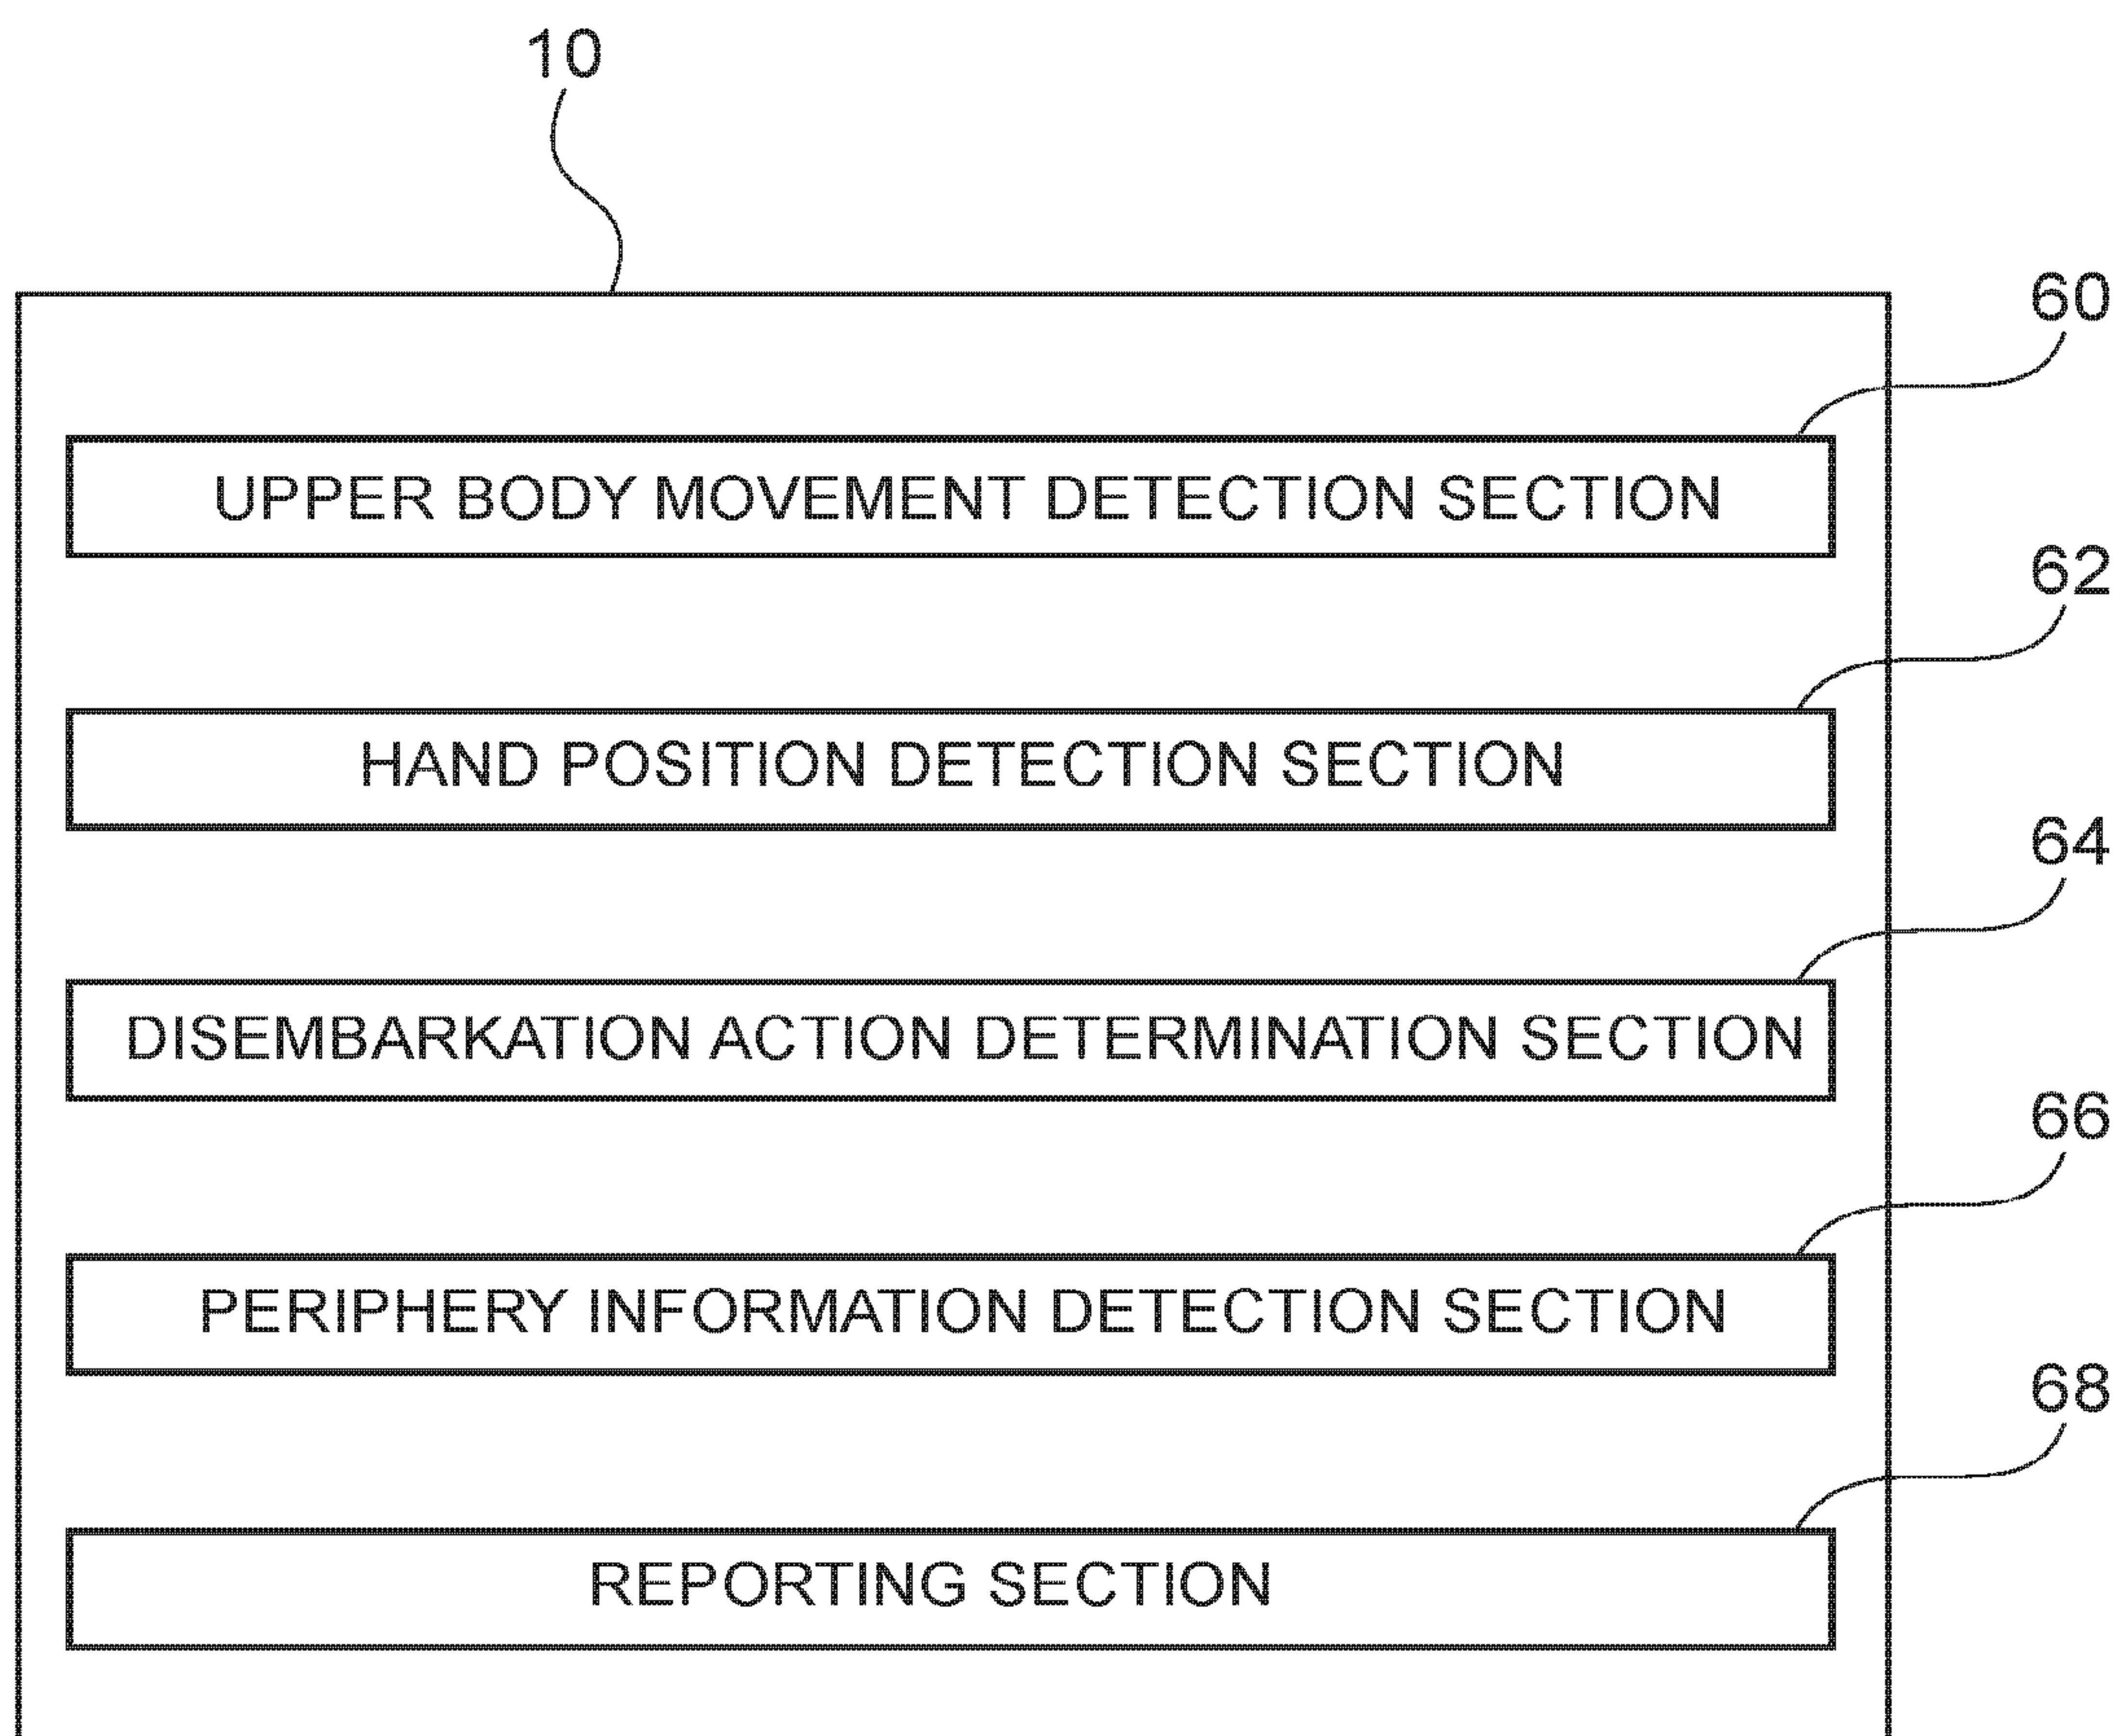 10
60
UPPER BODY MOVEMENT DETECTION SECTION
62
HAND POSITION DETECTION SECTION
64
DISEMBARKATION ACTION DETERMINATION SECTION
66
PERIPHERY INFORMATION DETECTION SECTION
68
REPORTING SECTION